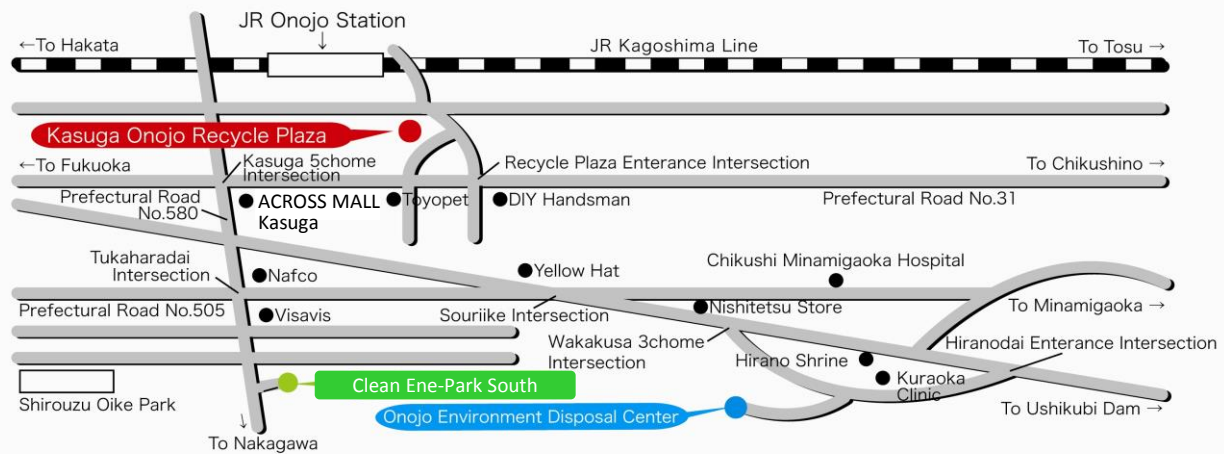 JR Onojo Station
↓
←To Hakata
JR Kagoshima Line
To Tosu →
Kasuga Onojo Recycle Plaza
←To Fukuoka
Kasuga 5chome
Intersection
Recycle Plaza Enterance Intersection
To Chikushino →
Prefectural Road
No.580
ACROSS MALL
Kasuga
Toyopet
DIY Handsman
Prefectural Road No.31
Tukaharadai
Intersection
Nafco
Yellow Hat
Chikushi Minamigaoka Hospital
Prefectural Road No.505
Visavis
Souriike Intersection
Nishitetsu Store
To Minamigaoka →
Wakakusa 3chome
Intersection
Hirano Shrine
Hiranodai Enterance Intersection
Clean Ene-Park South
Kuraoka
Clinic
Shirouzu Oike Park
Onojo Environment Disposal Center
To Ushikubi Dam →
↓
To Nakagawa